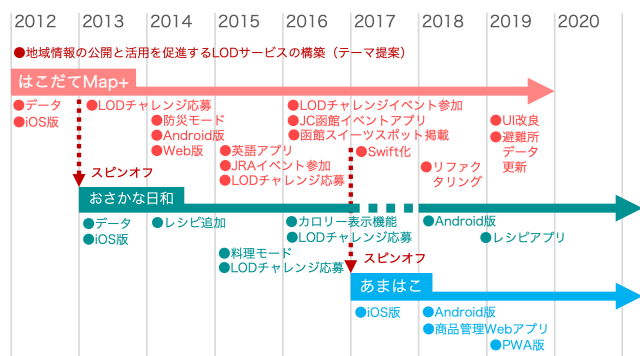 2012 2013 2014 2015 2016 2017 2018 2019 2020
●地域情報の公開と活用を促進するLODサービスの構築（テーマ提案）
はこだてMap+
●データ
●iOS版
●LODチャレンジ応募
●防災モード
●Android版
●Web版
●英語アプリ
●JRAイベント参加
●LODチャレンジ応募
●LODチャレンジイベント参加
●JC函館イベントアプリ
●函館スイーツスポット掲載
●Swift化
●リファク
タリング
●UI改良
●避難所
データ
更新
スピンオフ
おさかな日和
●データ
●iOS版
●レシピ追加
●料理モード
●LODチャレンジ応募
●カロリー表示機能
●LODチャレンジ応募
●Android版
●レシピアプリ
スピンオフ
あまはこ
●iOS版
●Android版
●商品管理Webアプリ
●PWA版